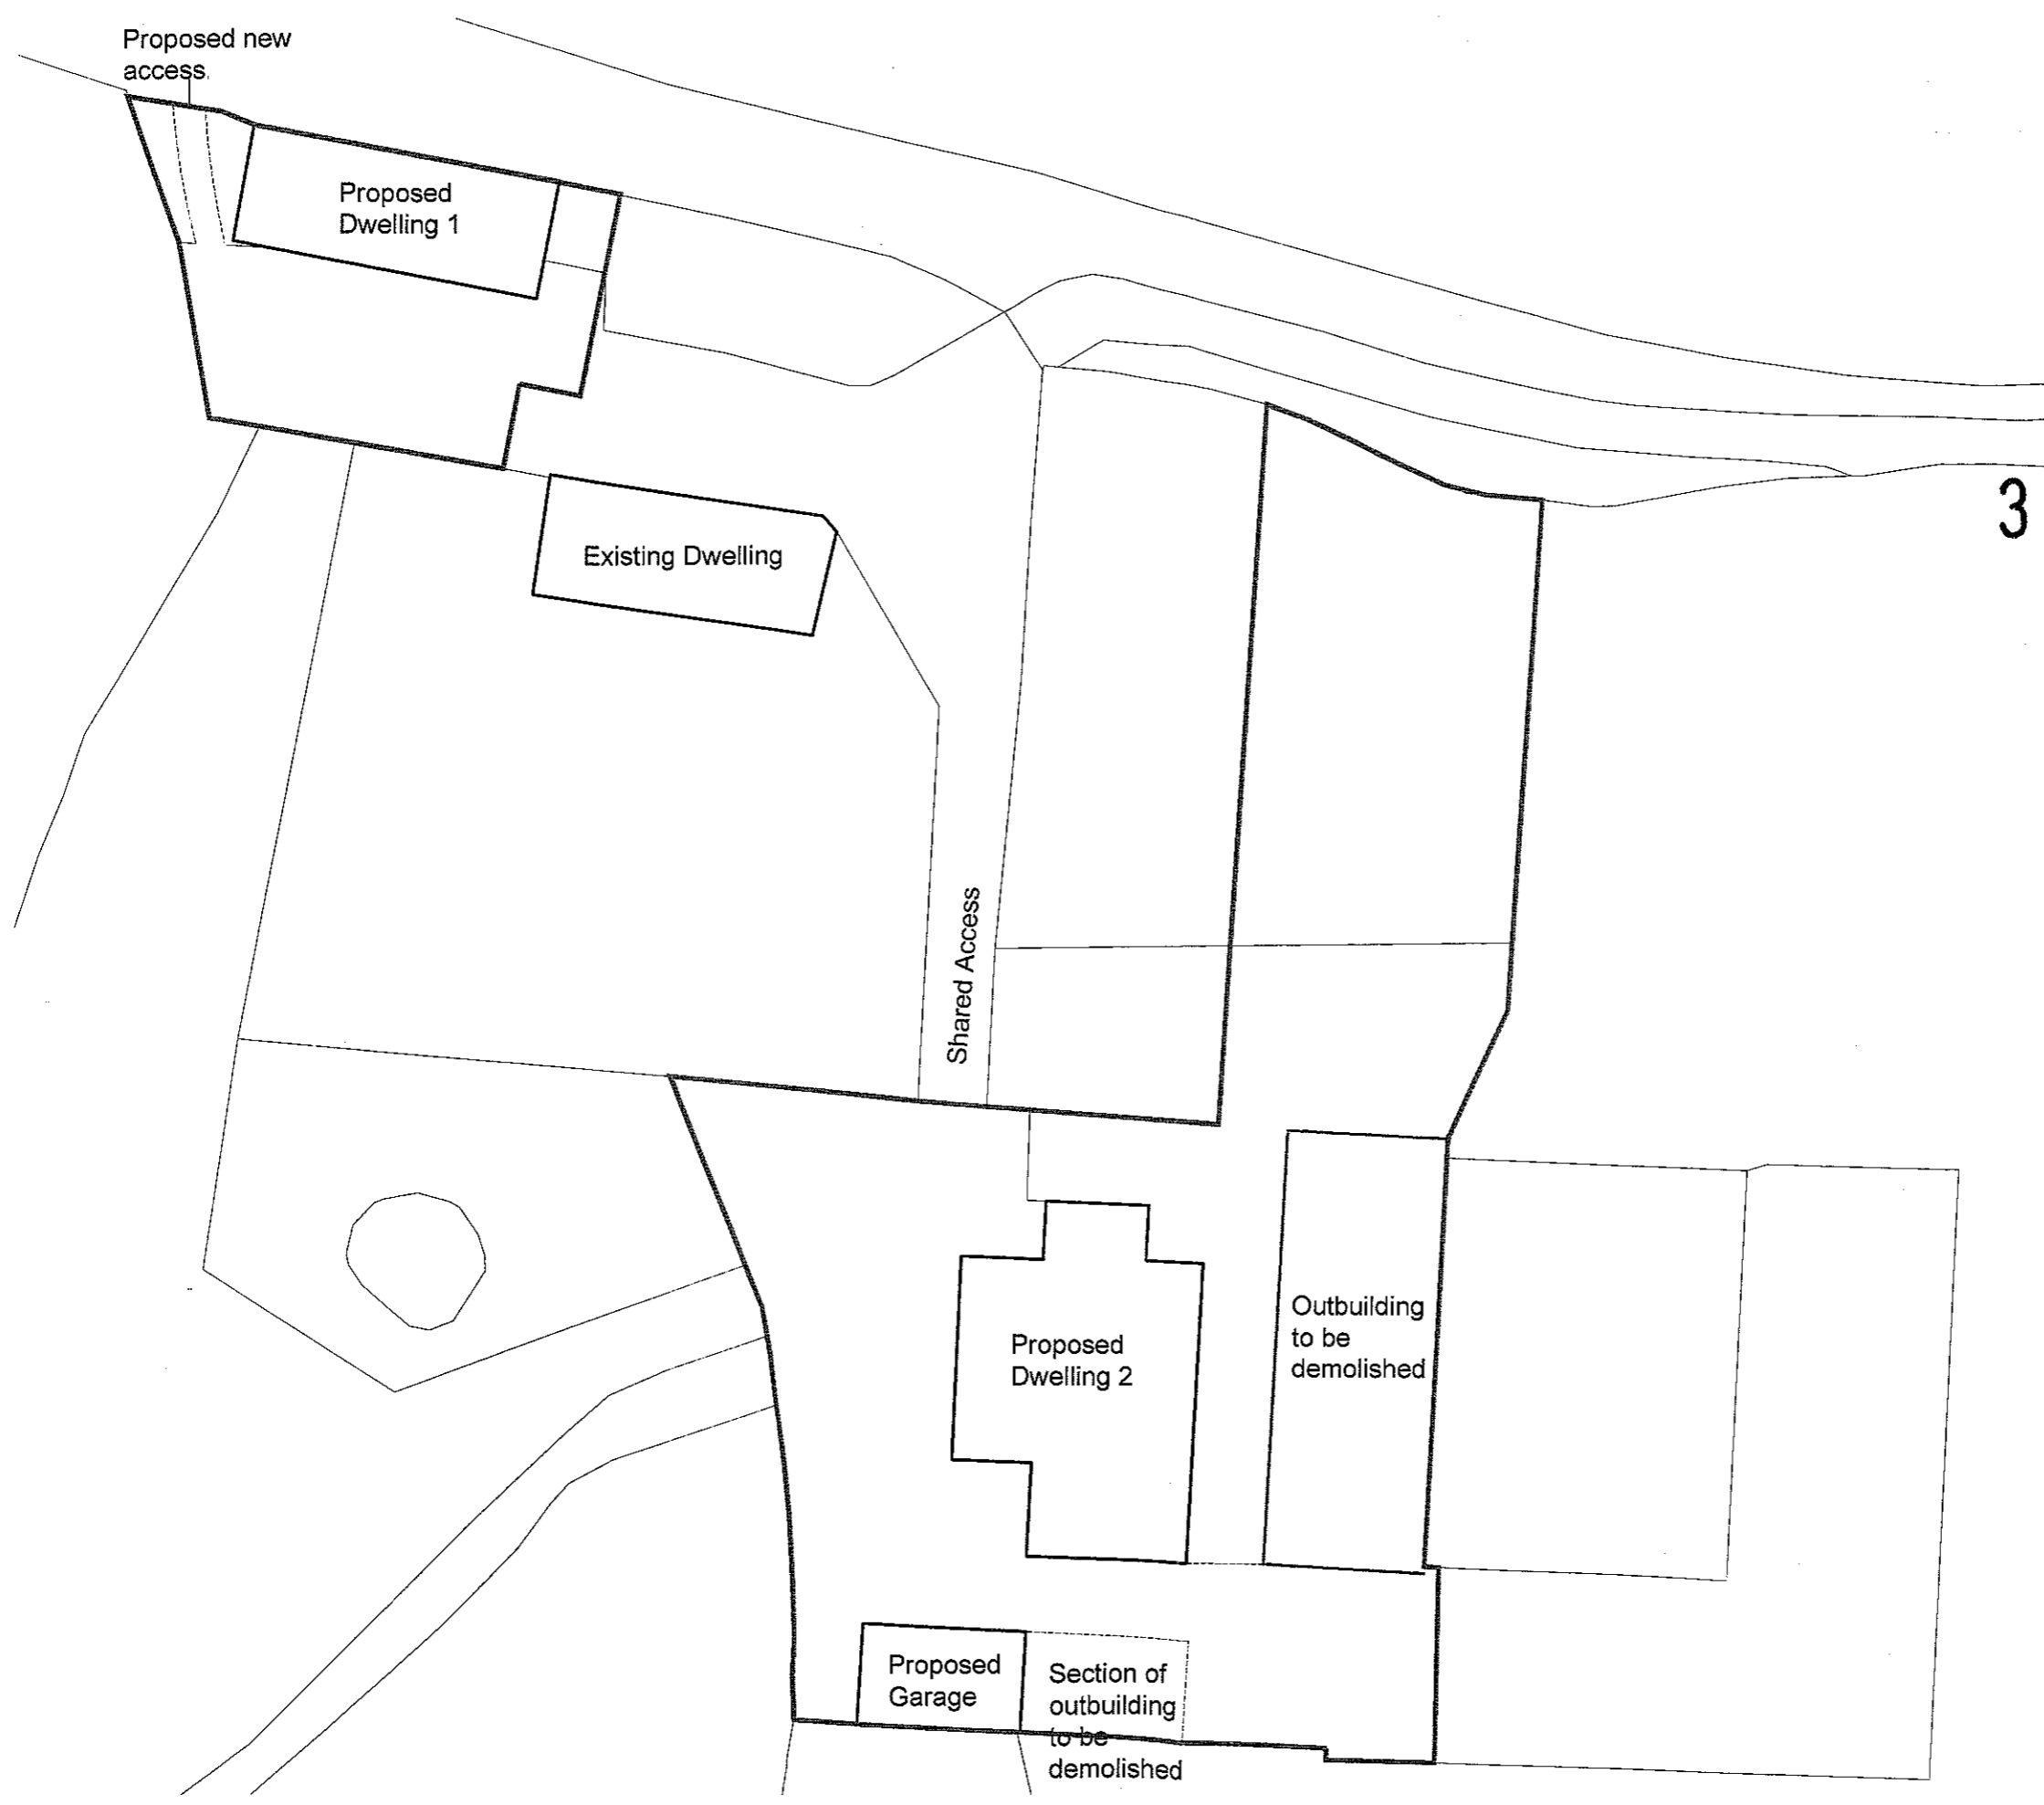 Proposed new
access
Proposed
Dwelling 1
3
Existing Dwelling
Shared Access
Outbuilding
to be
demolished
Proposed
Dwelling 2
Proposed
Garage
Section of
outbuilding
to be
demolished